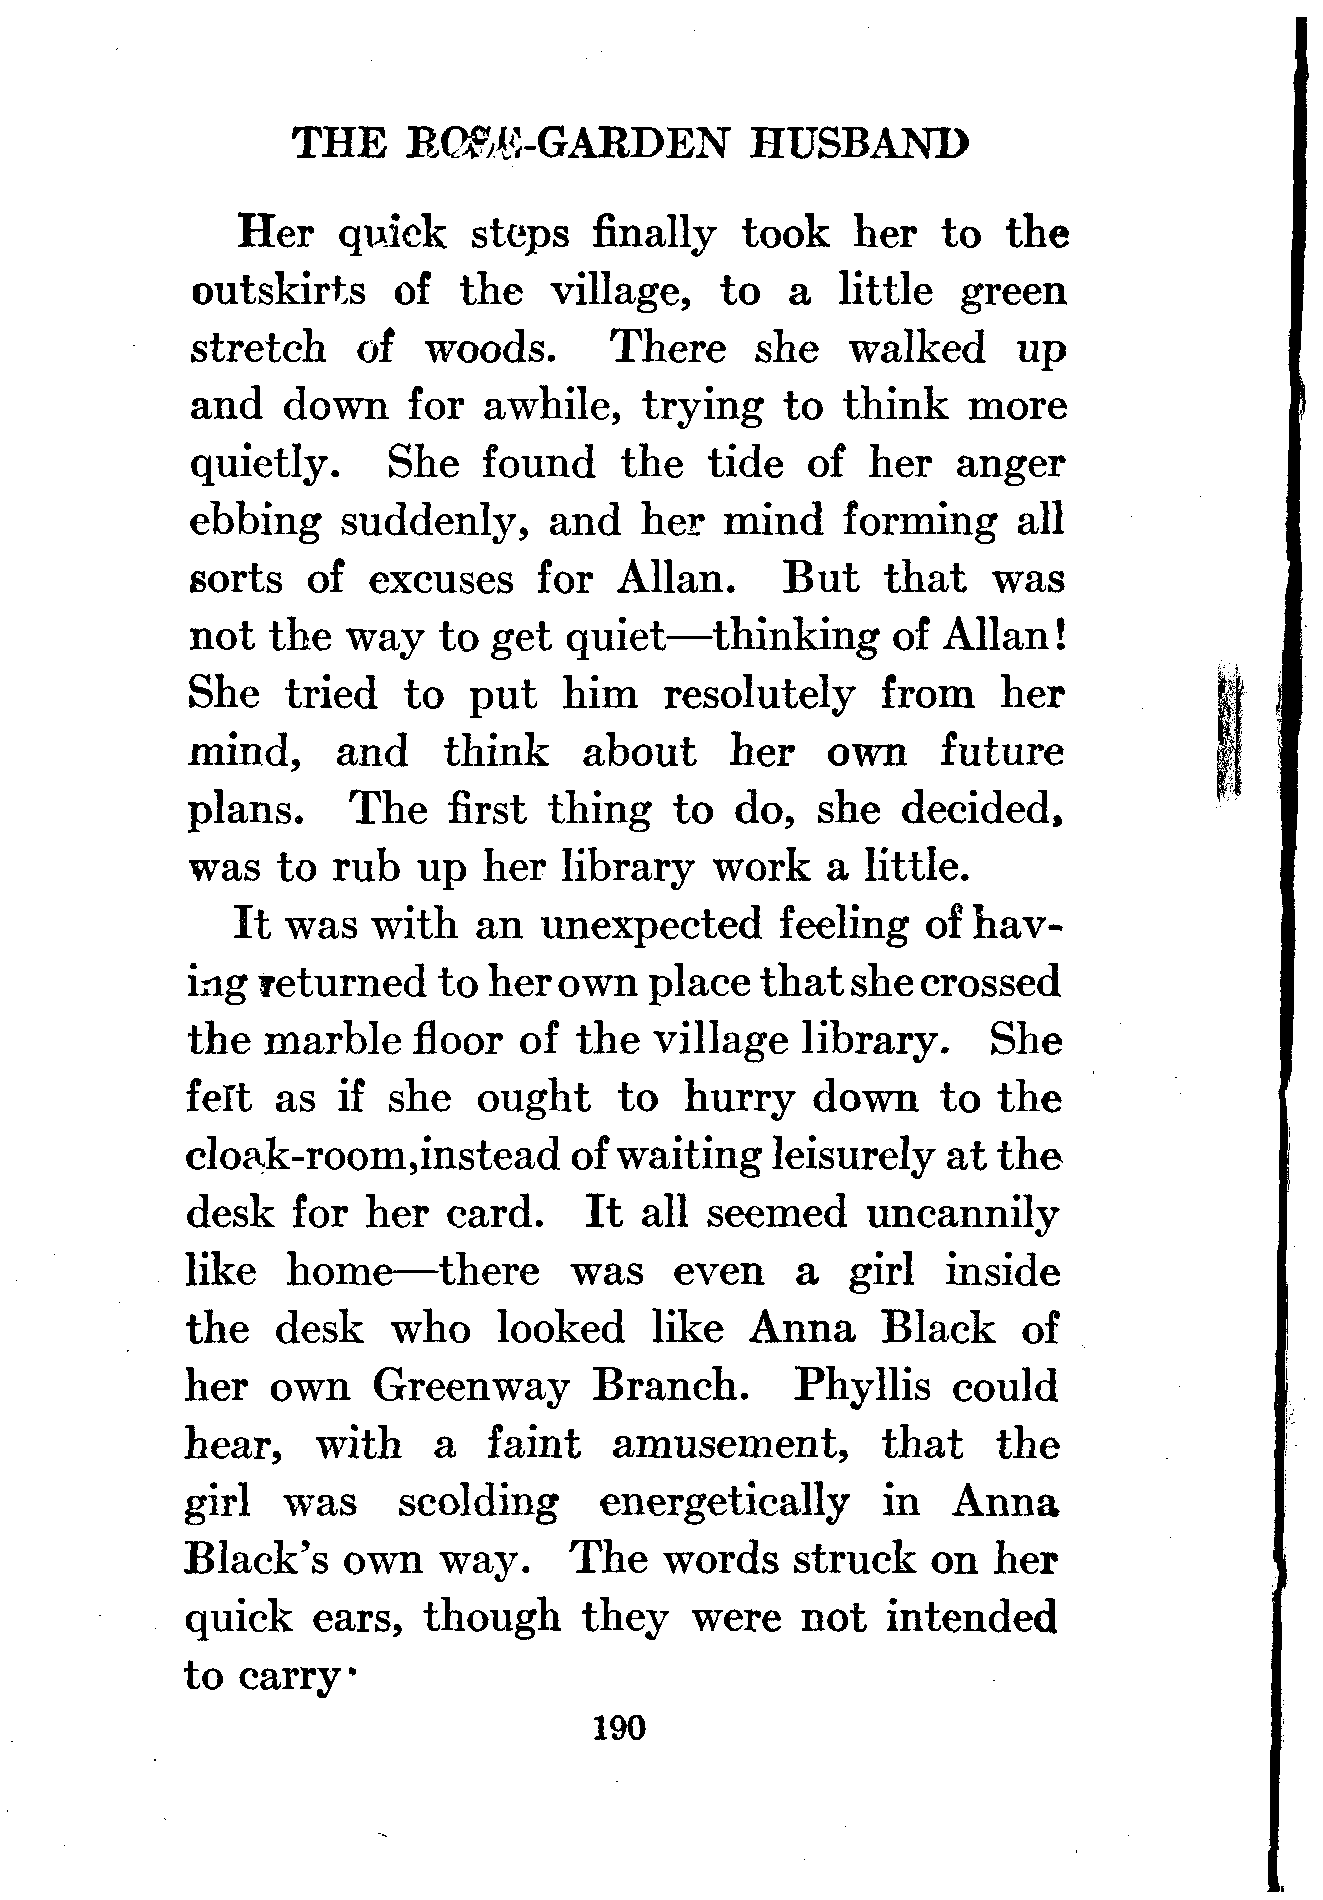 THE ROSE-GARDEN HUSBAND
Her quick steps finally took her to the
outskirts of the village, to a little green
stretch of woods. There she walked up
and down for awhile, trying to think more
quietly. She found the tide of her anger
ebbing suddenly, and her mind forming all
sorts of excuses for Allan. But that was
not the way to get quiet—thinking of Allan!
She tried to put him resolutely from her
mind, and think about her own future
plans. The first thing to do, she decided,
was to rub up her library work a little.
It was with an unexpected feeling of hav-
ing returned to her own place that she crossed
the marble floor of the village library. She
felt as if she ought to hurry down to the
cloak-room, instead of waiting leisurely at the
desk for her card. It all seemed uncannily
like home—there was even a girl inside
the desk who looked like Anna Black of
her own Greenway Branch. Phyllis could
hear, with a faint amusement, that the
girl was scolding energetically in Anna
Black's own way. The words struck on her
quick ears, though they were not intended
to carry.
190